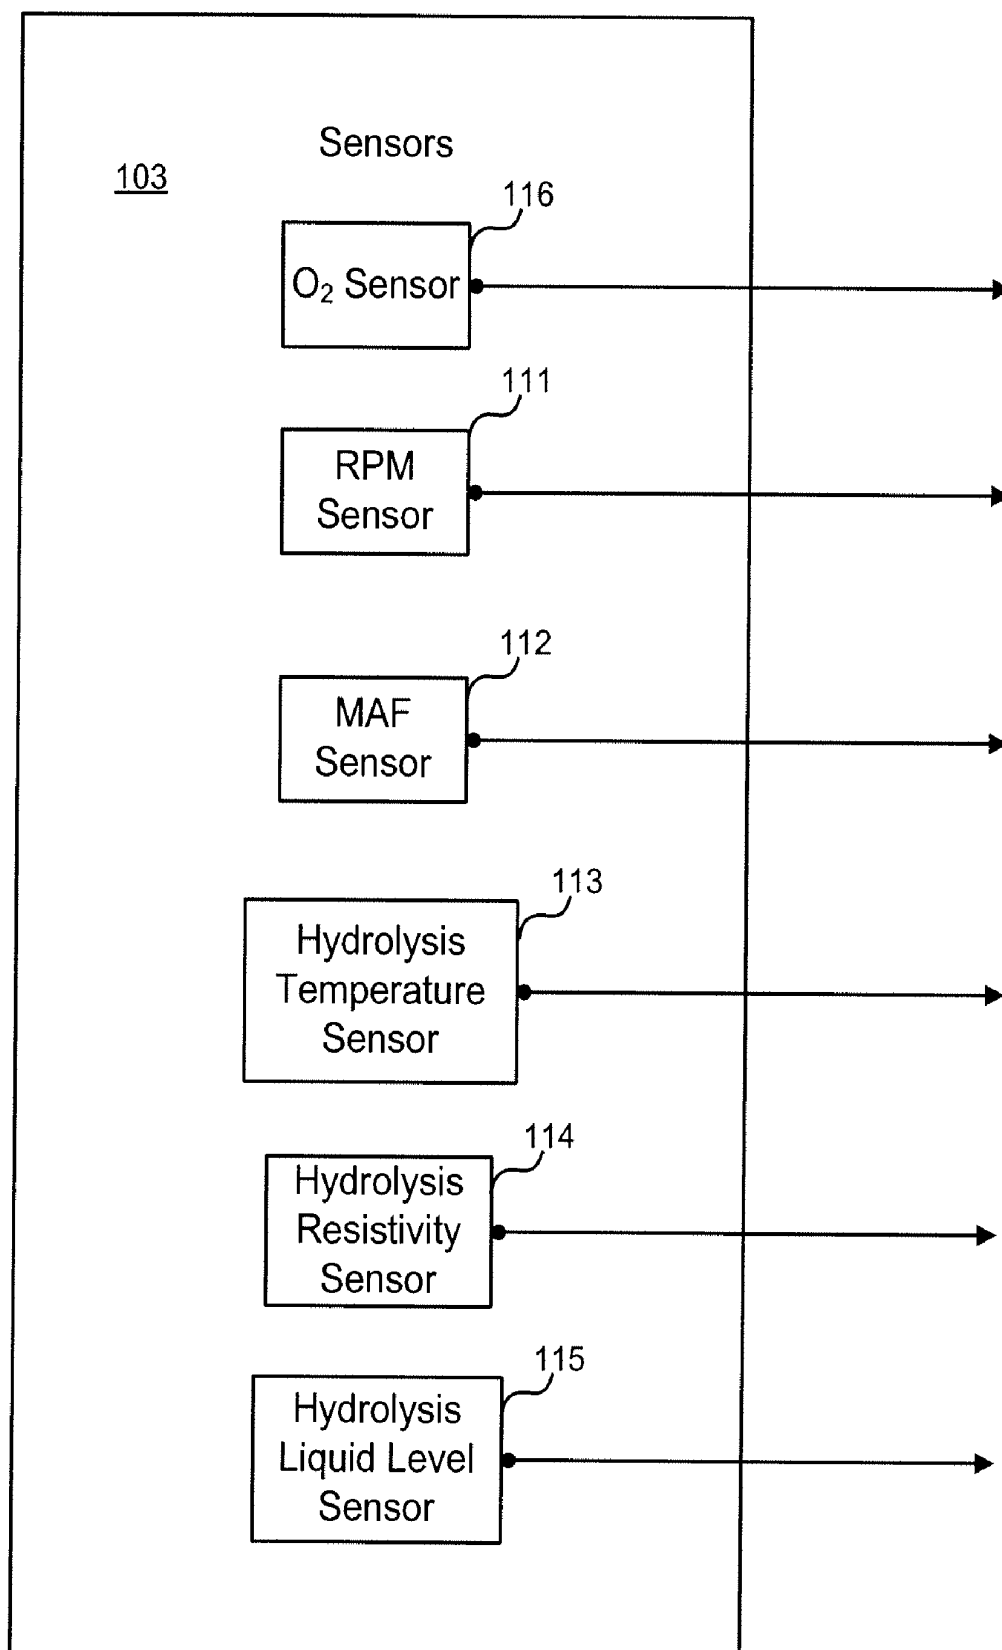 Sensors
103
116
O₂ Sensor
111
RPM
Sensor
112
MAF
Sensor
113
Hydrolysis
Temperature
Sensor
114
Hydrolysis
Resistivity
Sensor
115
Hydrolysis
Liquid Level
Sensor